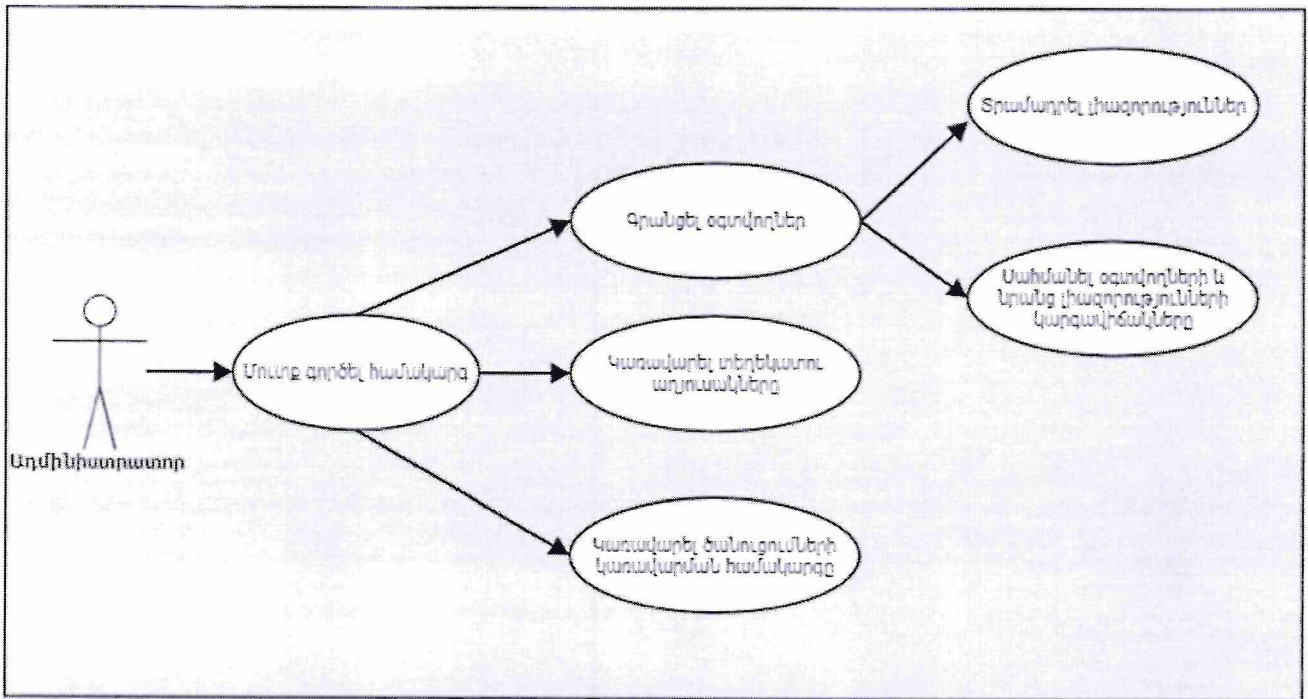 Տրամադրել լիազորություններ
Գրանցել օգտվողներ
Սահմանել օգտվողների և
նրանց լիազորությունների
կարգավիճակները
Մուտք գործել համակարգ
Կառավարել տեղեկատու
աղյուսակները
Ադմինիստրատոր
Կառավարել ծանուցումների
կառավարման համակարգը